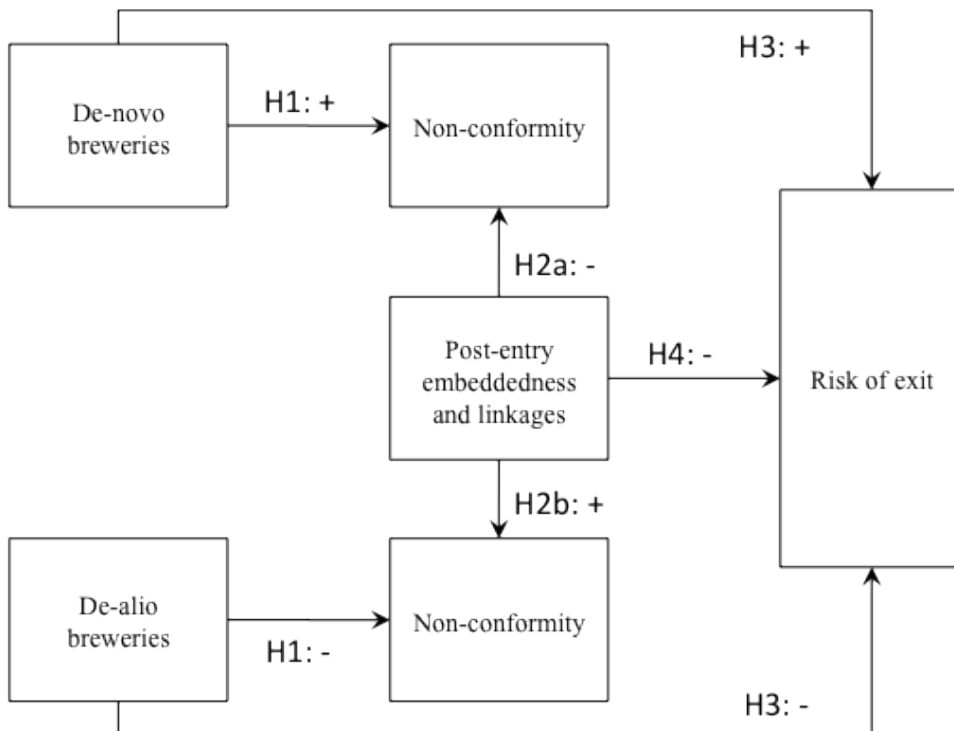 H3: +
De-novo
breweries
H1: +
Non-conformity
H2a: -
Post-entry
embeddedness
and linkages
H4: -
Risk of exit
H2b: +
De-alio
breweries
H1: -
Non-conformity
H3: -